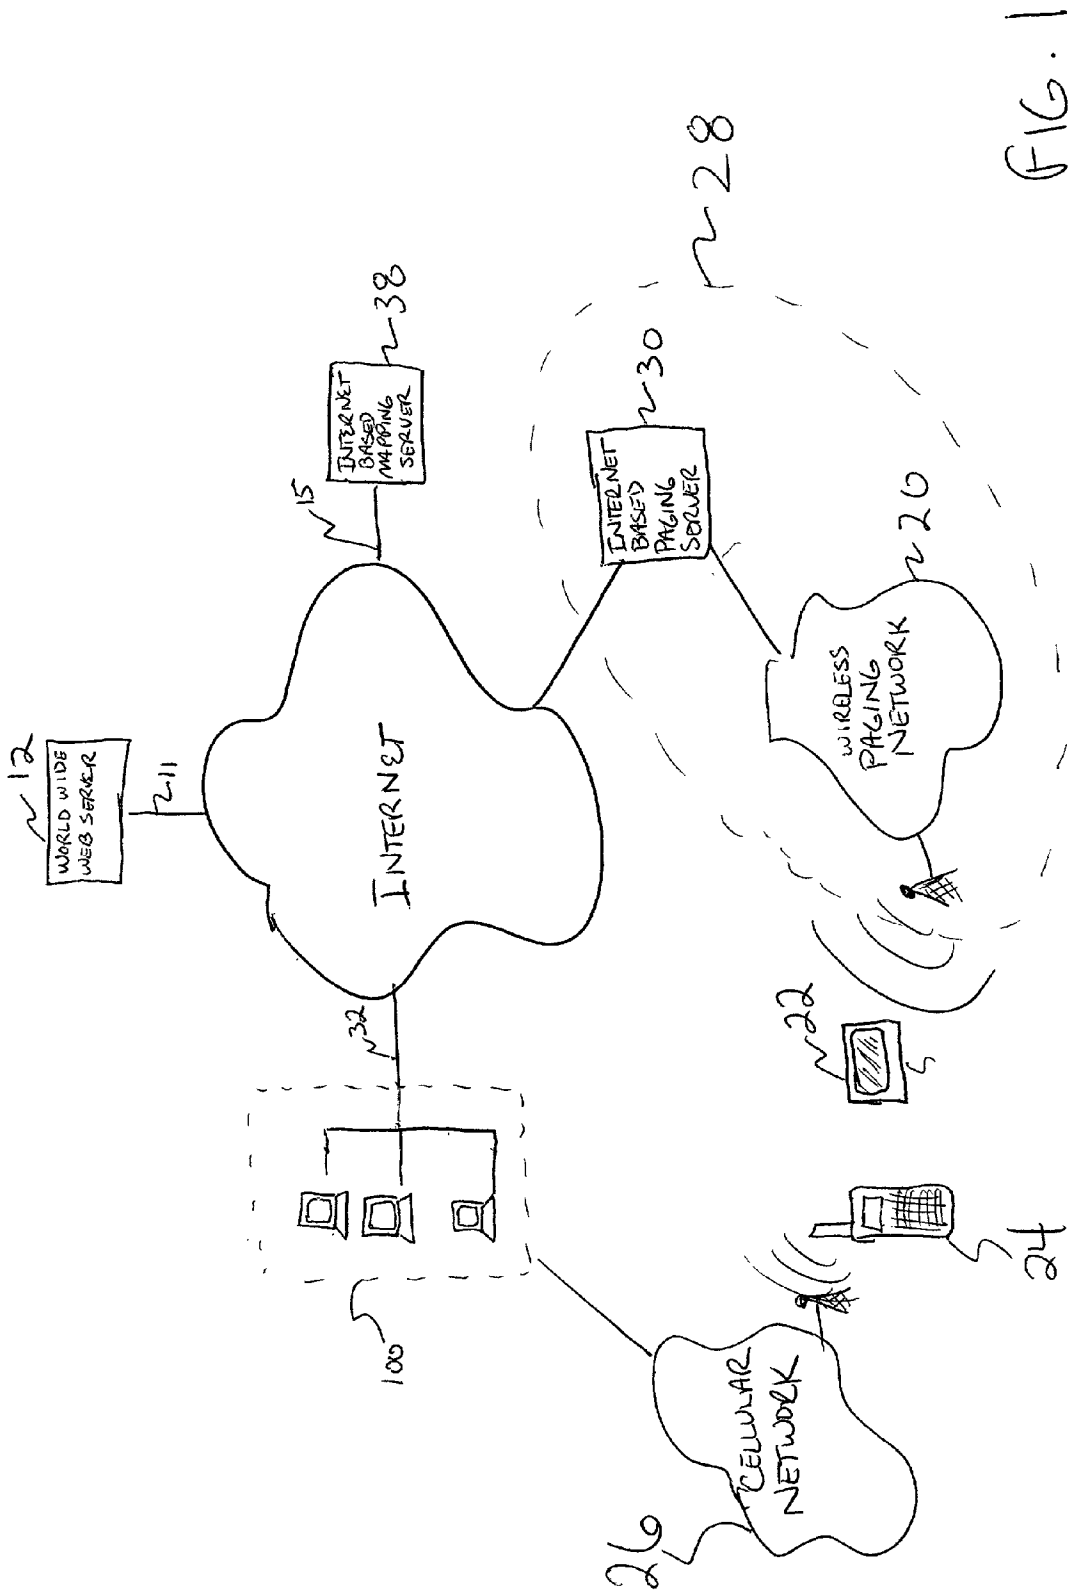 12
WORLD WIDE
WEB SERVER
11
15
INTERNET
BASED
MAPPING
SERVER
38
INTERNET
32
100
INTERNET
BASED
PAGING
SERVER
30
28
WIRELESS
PAGING
NETWORK
20
22
24
CELLULAR
NETWORK
26
FIG. 1